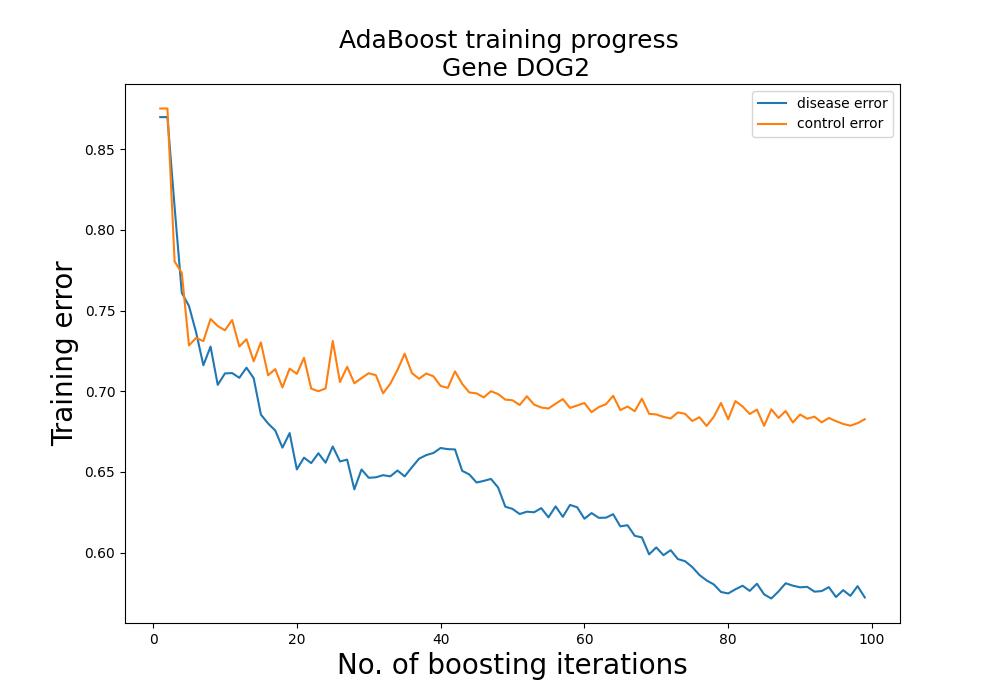 AdaBoost training progress
Gene DOG2
disease error
control error
Training error
0.85
0.80
0.75
0.70
0.65
0.60
0
20
40
60
80
100
No. of boosting iterations